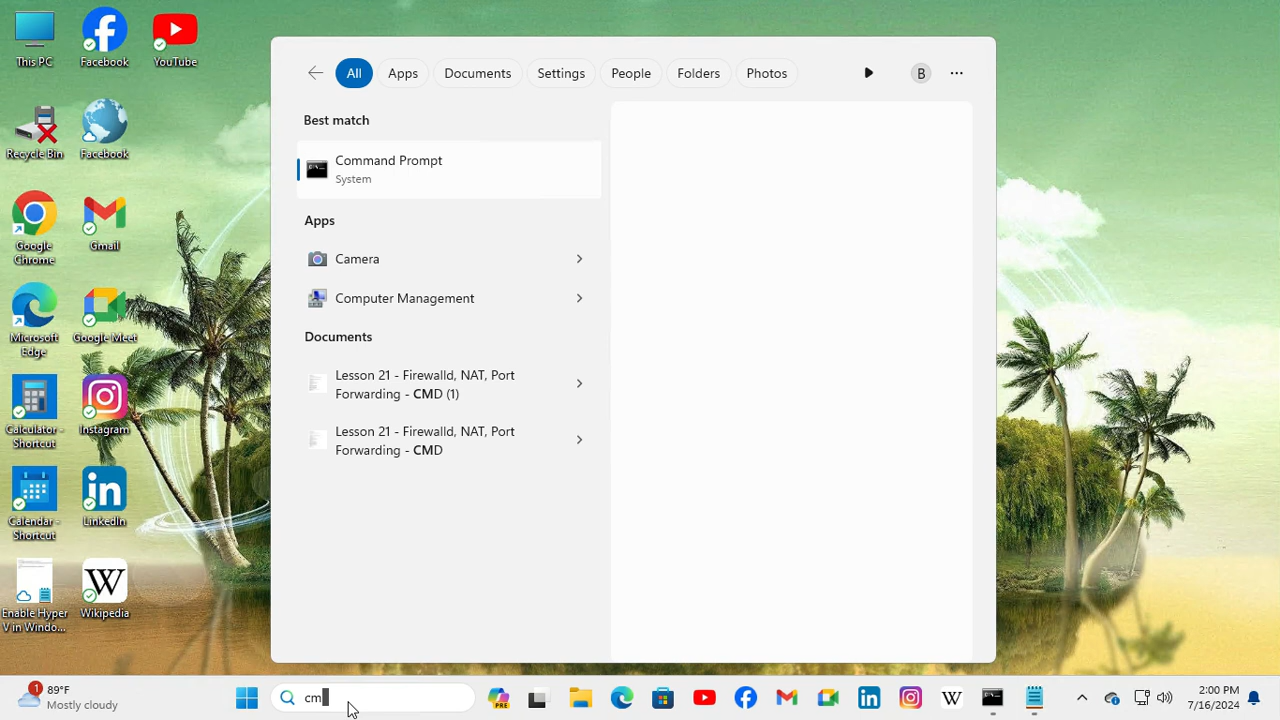 This PC
Facebook
YouTube
Recycle Bin
Facebook
Google
Chrome
Gmail
Microsoft
Edge
Google Meet
Calculator -
Shortcut
Instagram
Calendar -
Shortcut
LinkedIn
Enable Hyper
V in Windo...
Wikipedia
All
Apps
Documents
Settings
People
Folders
Photos
B
Best match
Command Prompt
System
Apps
Camera
Computer Management
Documents
Lesson 21 - Firewalld, NAT, Port
Forwarding - CMD (1)
Lesson 21 - Firewalld, NAT, Port
Forwarding - CMD
1
89°F
Mostly cloudy
cm
PRE
2:00 PM
7/16/2024